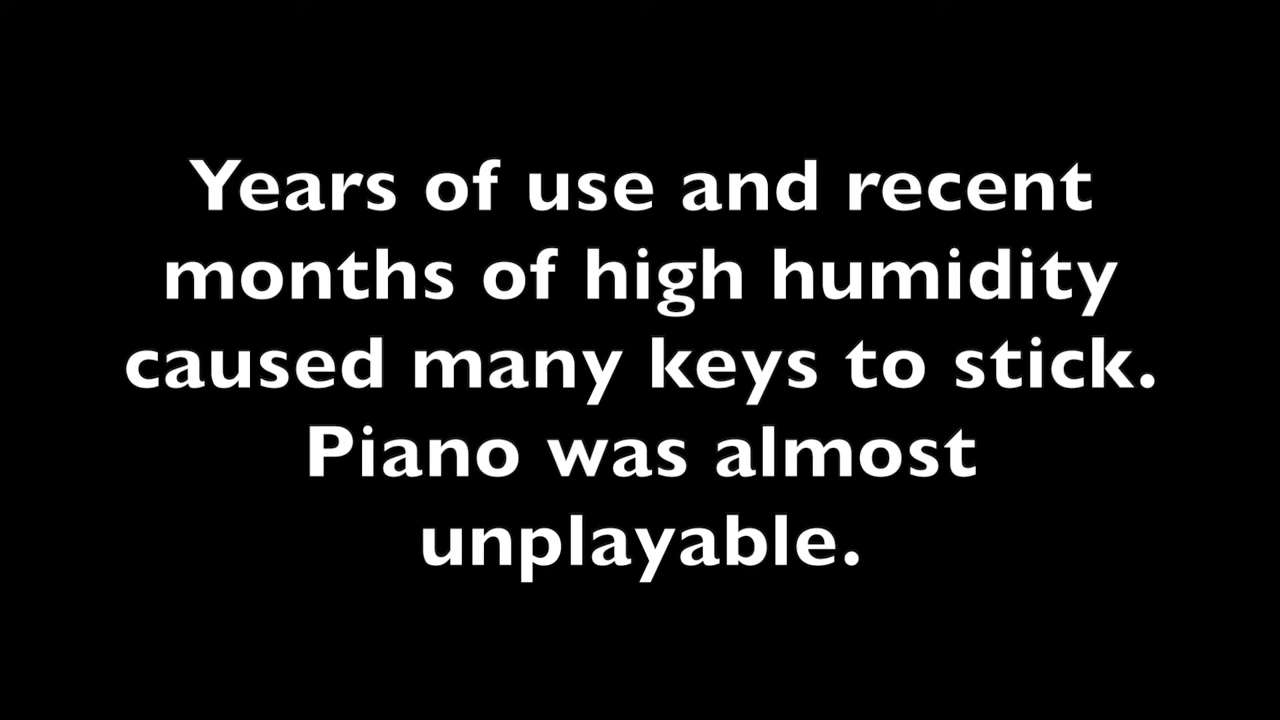 Years of use and recent
months of high humidity
caused many keys to stick.
Piano was almost
unplayable.